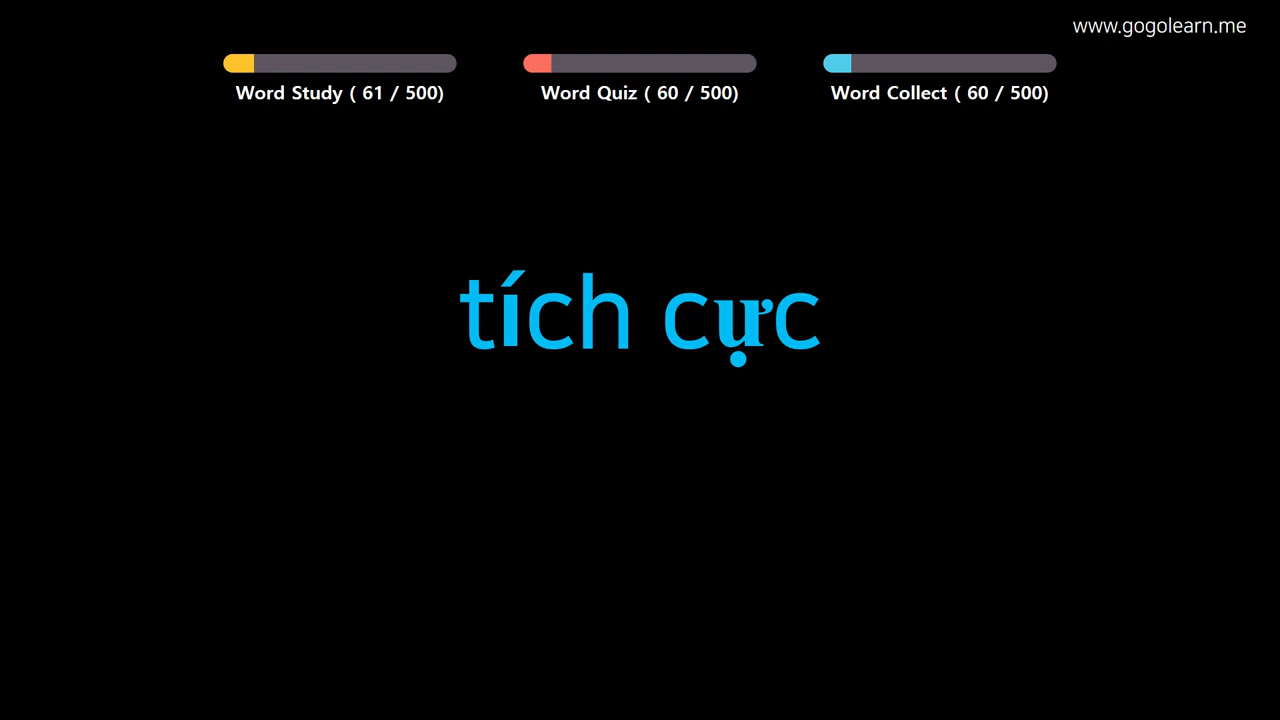 www.gogolearn.me
Word Study ( 61 / 500)
Word Quiz ( 60 / 500)
Word Collect ( 60 / 500)
tích cực